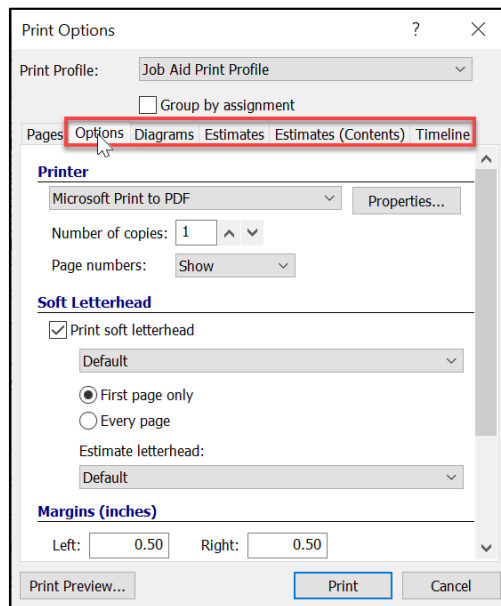 Print Options ?
Print Profile: Job Aid Print Profile
Group by assignment
Pages Options Diagrams Estimates Estimates (Contents) Timeline
Printer
Microsoft Print to PDF Properties...
Number of copies: 1
Page numbers: Show
Soft Letterhead
Print soft letterhead
Default
First page only
Every page
Estimate letterhead:
Default
Margins (inches)
Left: 0.50 Right: 0.50
Print Preview... Print Cancel